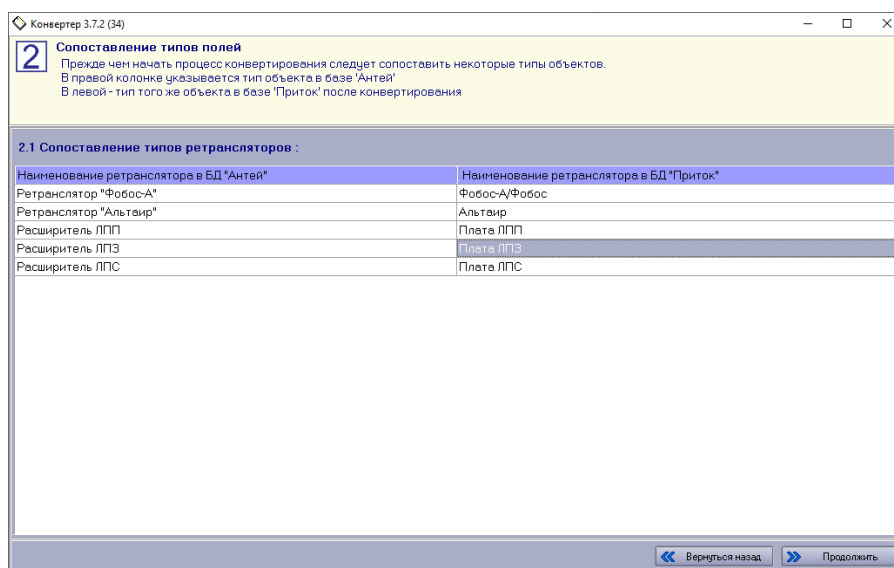 Конвертер 3.7.2 (34)
2
Сопоставление типов полей
Прежде чем начать процесс конвертирования следует сопоставить некоторые типы объектов.
В правой колонке указывается тип объекта в базе 'Антей'
В левой - тип того же объекта в базе 'Приток' после конвертирования
2.1 Сопоставление типов ретрансляторов :
Наименование ретранслятора в БД "Антей" Наименование ретранслятора в БД "Приток"
Ретранслятор "Фобос-А" Фобос-А/Фобос
Ретранслятор "Альтаир" Альтаир
Расширитель ЛПП Плата ЛПП
Расширитель ЛПЗ Плата ЛПЗ
Расширитель ЛПС Плата ЛПС
Вернуться назад Продолжить